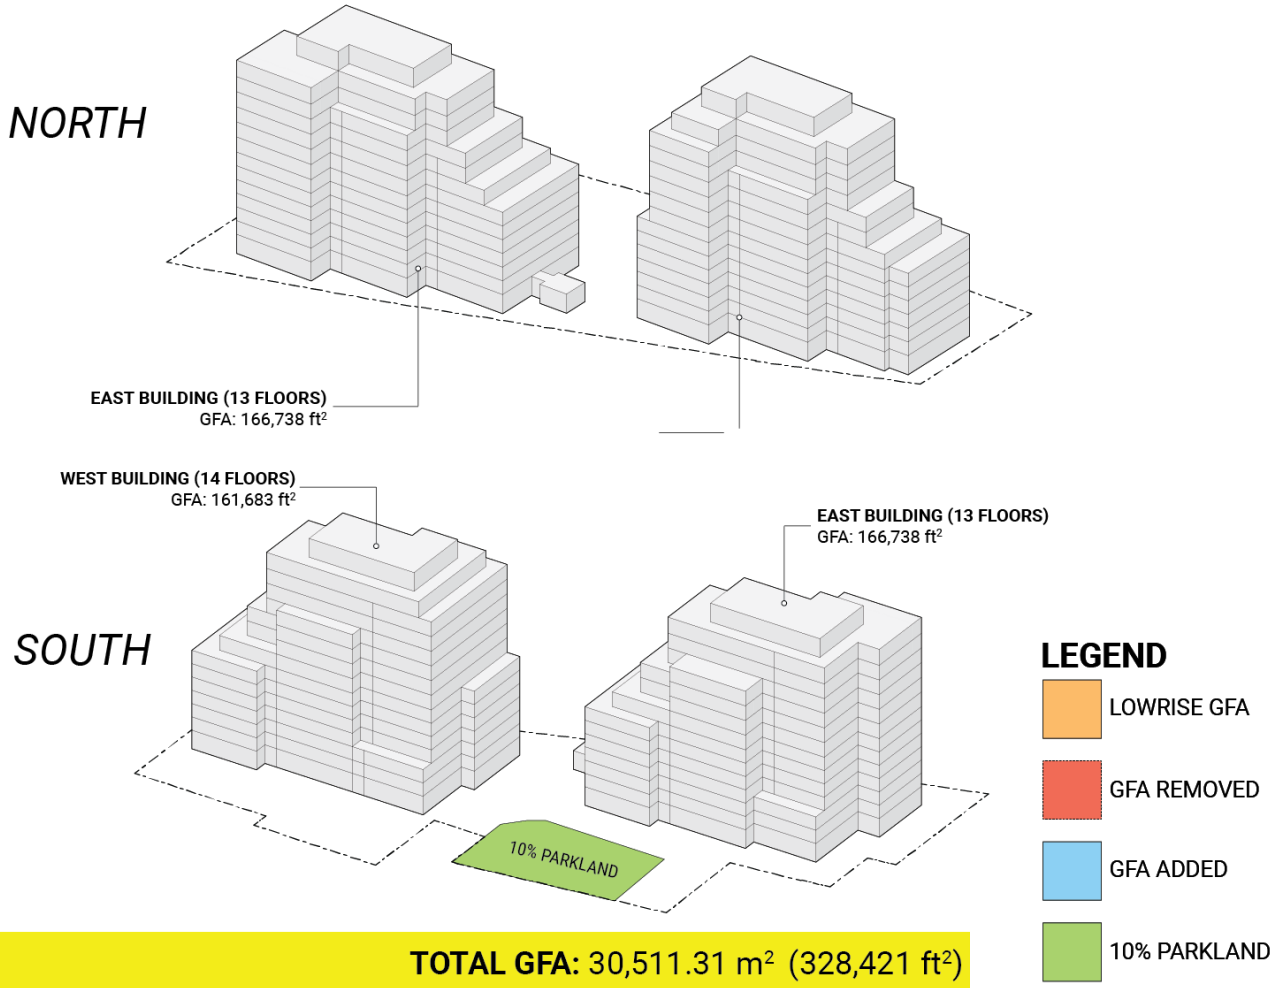 NORTH
EAST BUILDING (13 FLOORS)
GFA: 166,738 ft²
WEST BUILDING (14 FLOORS)
GFA: 161,683 ft²
EAST BUILDING (13 FLOORS)
GFA: 166,738 ft²
SOUTH
10% PARKLAND
LEGEND
LOWRISE GFA
GFA REMOVED
GFA ADDED
10% PARKLAND
TOTAL GFA: 30,511.31 m² (328,421 ft²)